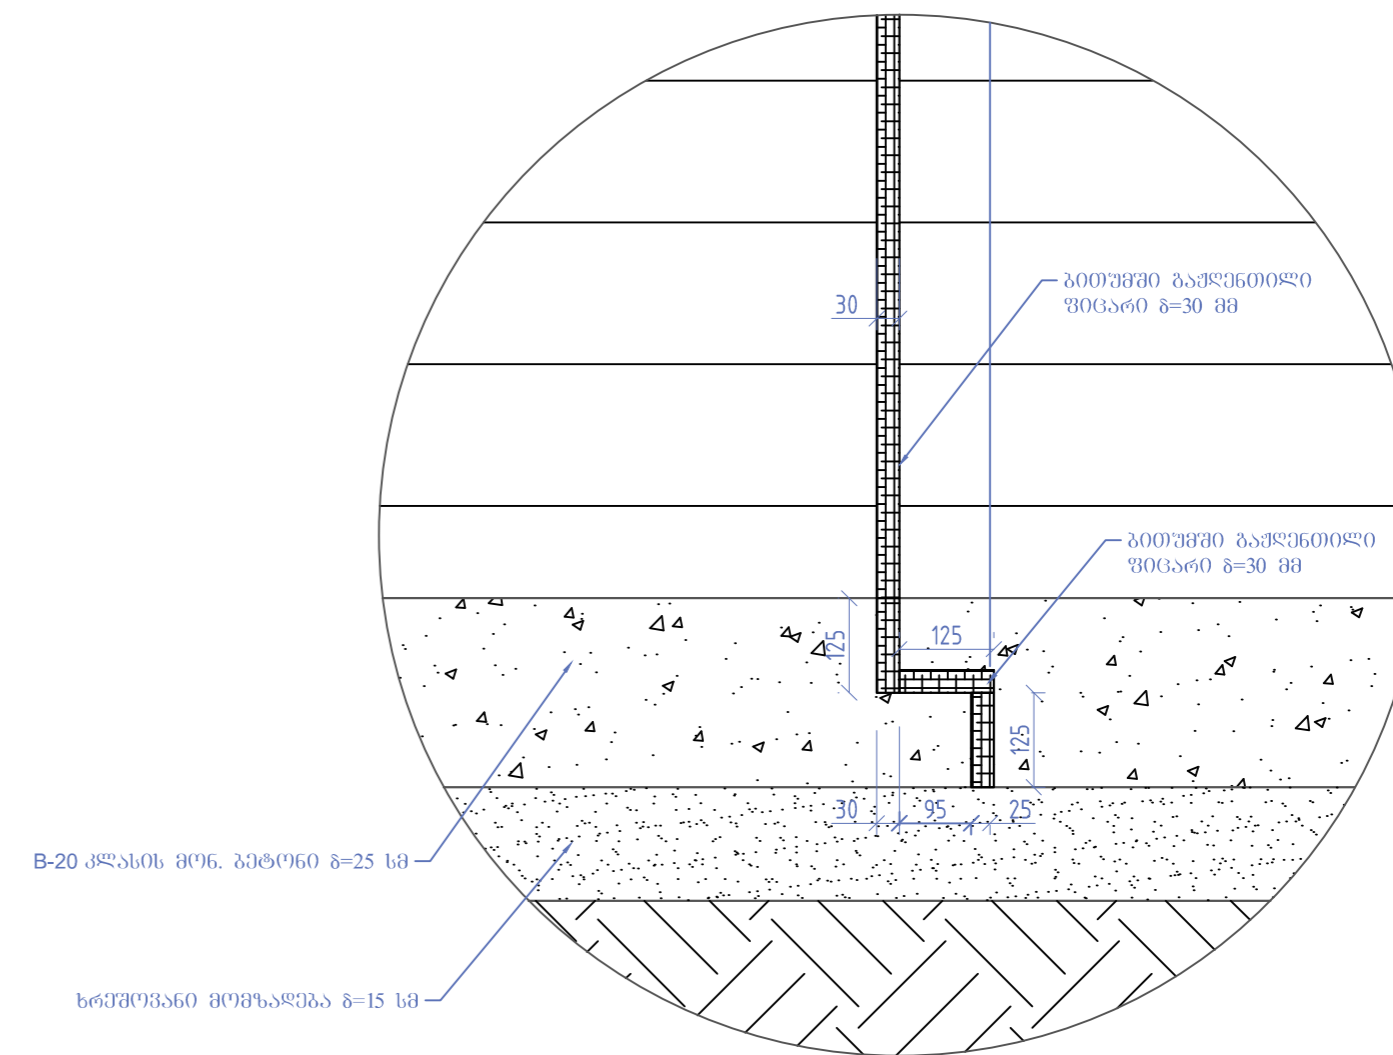 30
ბითუმში გაჟღენთილი
ფიცარი δ=30 მმ
ბითუმში გაჟღენთილი
ფიცარი δ=30 მმ
125
125
125
30
95
25
B-20 კლასის მონ. ბეტონი δ=25 სმ
ხრეშოვანი მომზადება δ=15 სმ